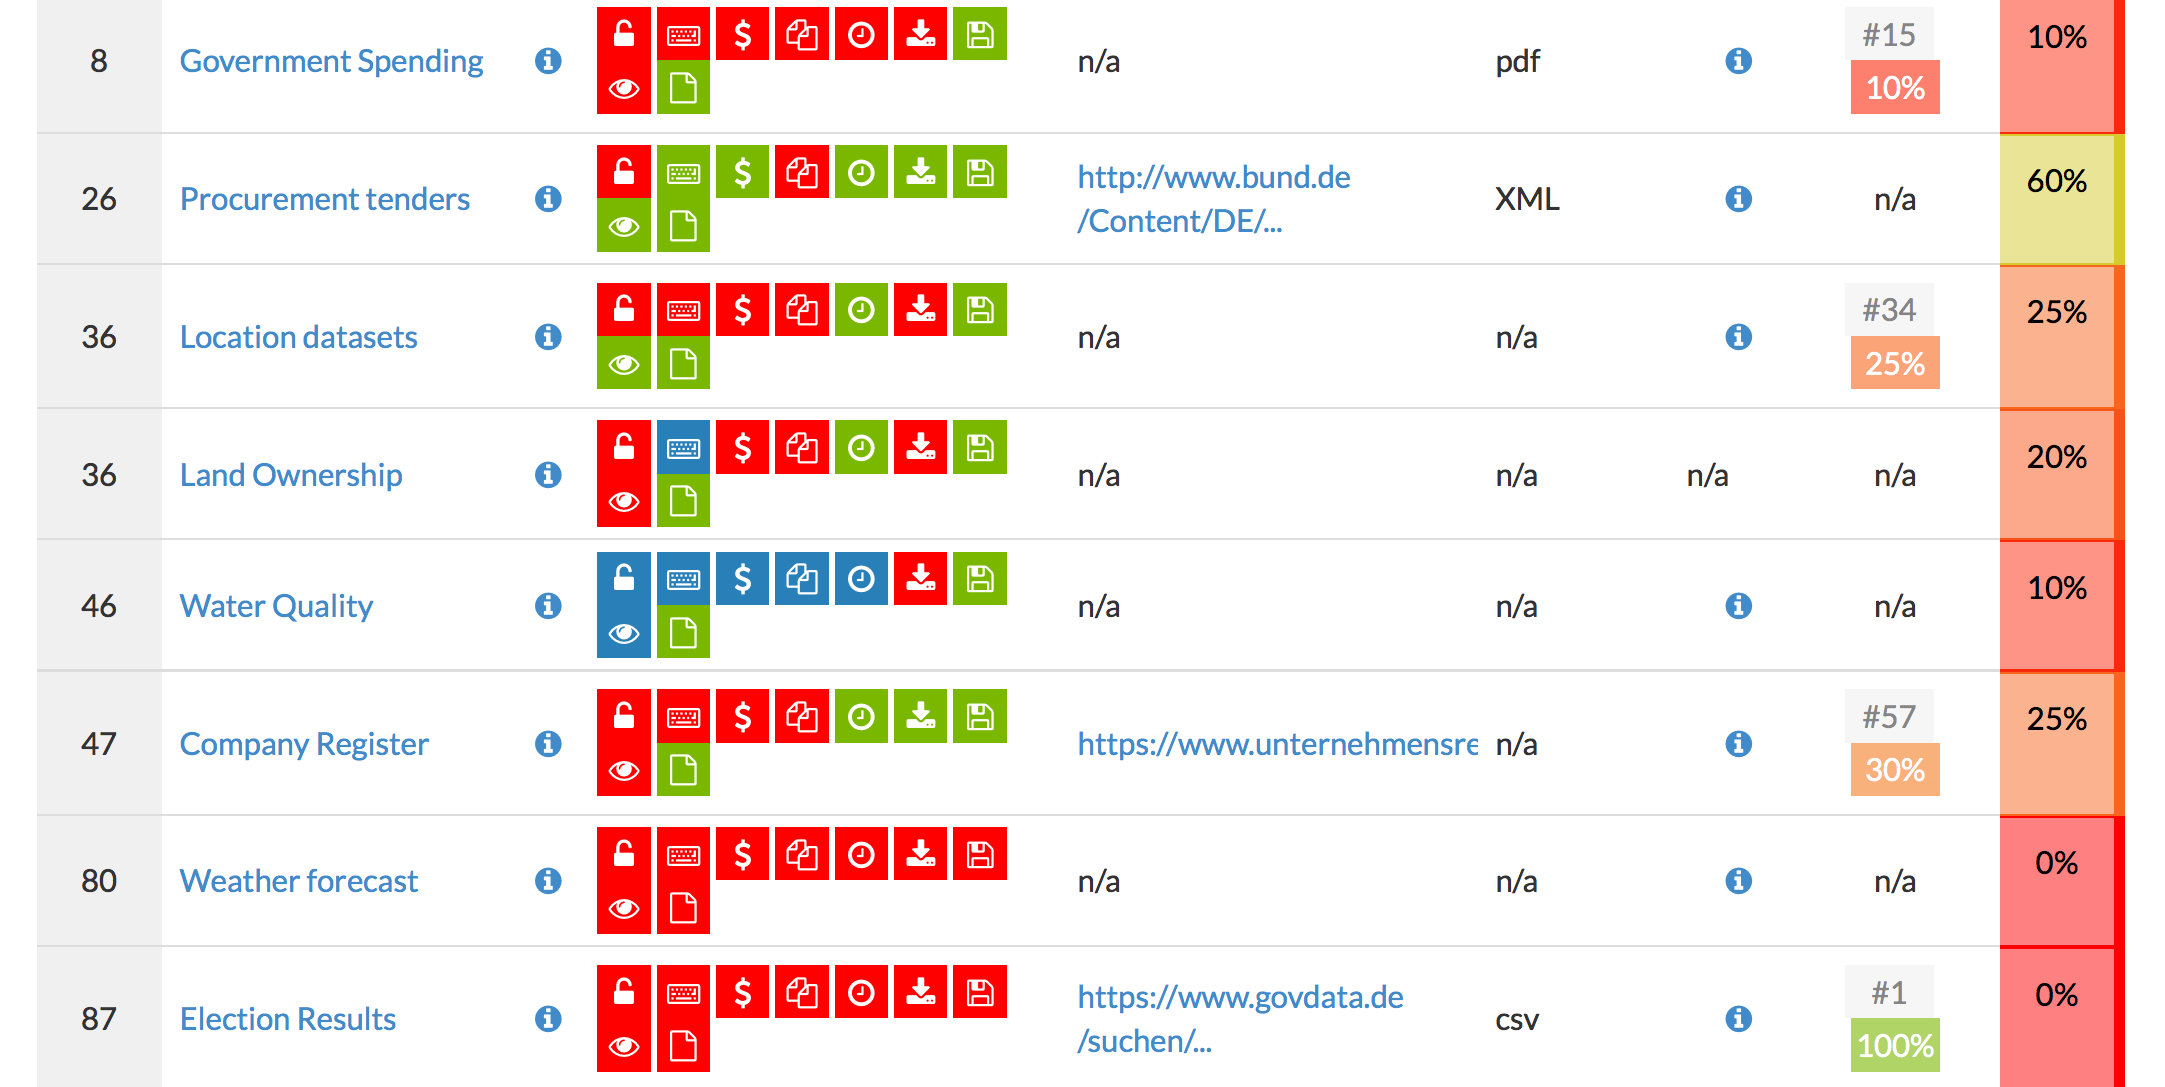 8 Government Spending n/a pdf #15 10% 10%
26 Procurement tenders http://www.bund.de /Content/DE/... XML n/a 60%
36 Location datasets n/a n/a #34 25% 25%
36 Land Ownership n/a n/a n/a n/a 20%
46 Water Quality n/a n/a n/a 10%
47 Company Register https://www.unternehmensre n/a #57 30% 25%
80 Weather forecast n/a n/a n/a 0%
87 Election Results https://www.govdata.de /suchen/... csv #1 100% 0%